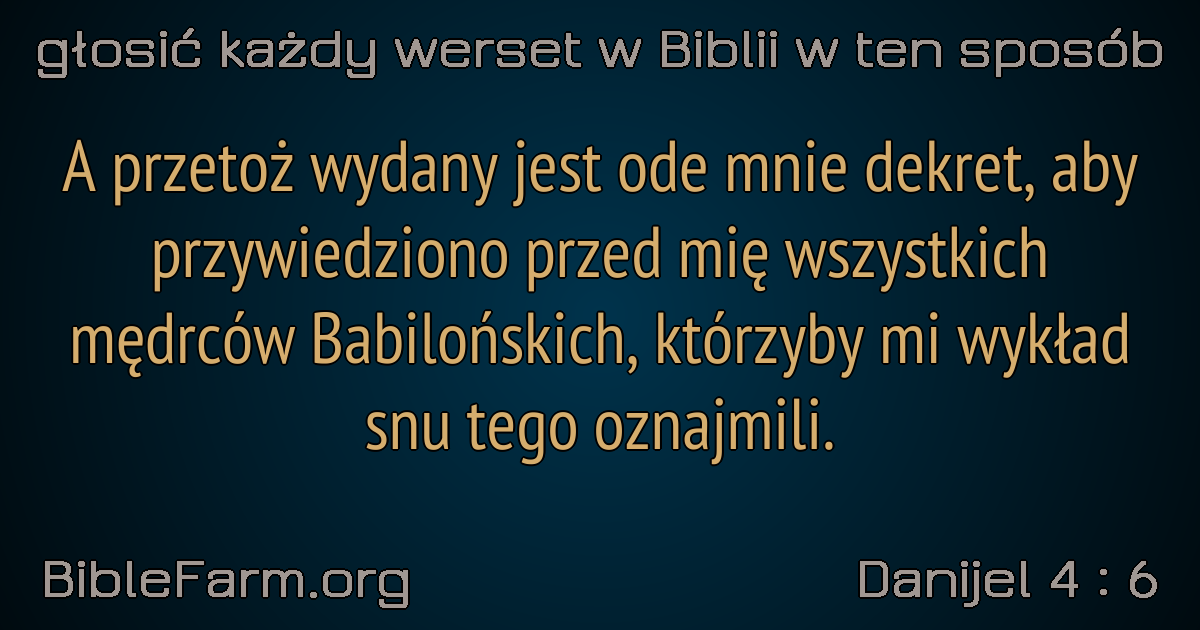 głosić każdy werset w Biblii w ten sposób
A przetoż wydany jest ode mnie dekret, aby
przywiedziono przed mię wszystkich
mędrców Babilońskich, którzyby mi wykład
snu tego oznajmili.
BibleFarm.org
Danijel 4 : 6